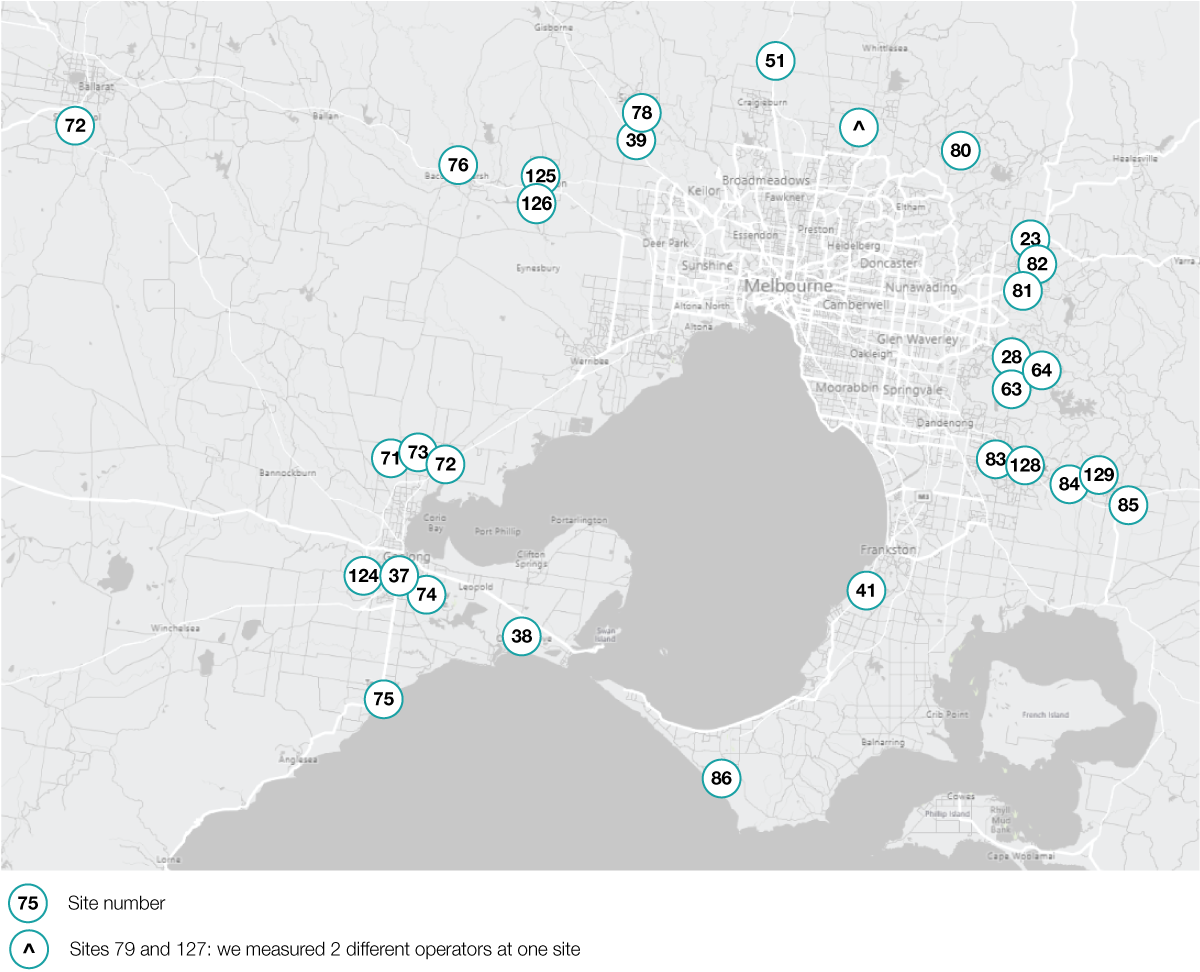 Gisborne
51
Whittlesea
Ballarat
78
Craigieburn
72
Ballan
39
^
76
80
Healesville
125
Broadmeadows
126
Keilor
Fawkner
Eltham
Essendon
Preston
23
Deer Park
Heidelberg
82
Sunshine
Doncaster
Yarra
Eynesbury
Melbourne
Nunawading
81
Altona North
Camberwell
Altona
Glen Waverley
Oakleigh
28
Werribee
64
Moorabbin
Springvale
63
Dandenong
71
73
72
83
128
129
Bannockburn
84
85
M3
Corio
Bay
Port Phillip
Portarlington
Geelong
Clifton
Springs
Frankston
124
37
74
Leopold
41
Winchelsea
38
Swan
Island
75
Crib Point
French Island
Balnarring
Anglesea
86
Cowes
Phillip Island
Rhyll
Mud
Bank
Lorne
Cape Woolamai
75
Site number
^
Sites 79 and 127: we measured 2 different operators at one site